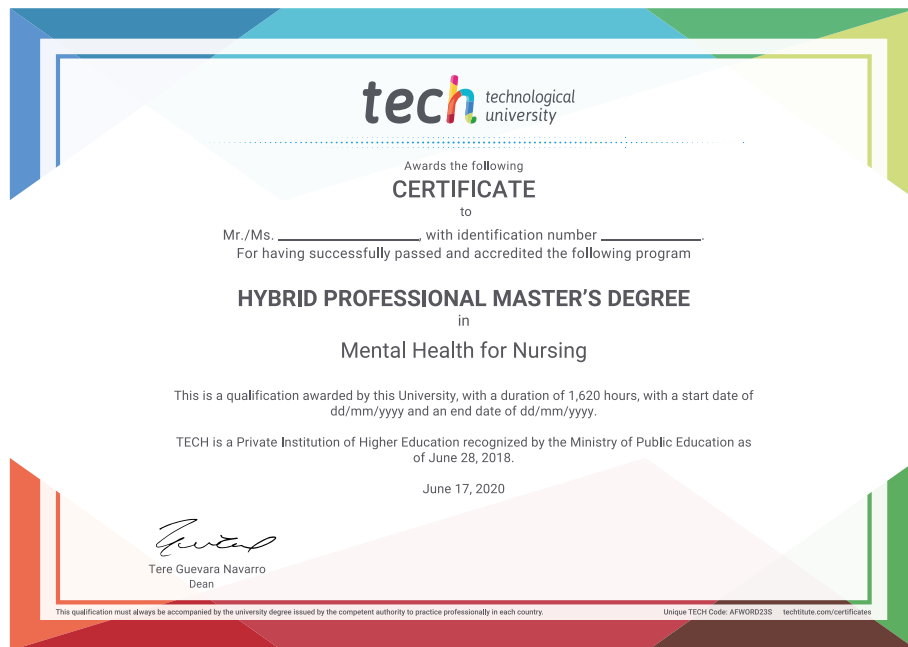 tech technological
university
Awards the following
CERTIFICATE
to
Mr./Ms. ____________________, with identification number ______________.
For having successfully passed and accredited the following program
HYBRID PROFESSIONAL MASTER'S DEGREE
in
Mental Health for Nursing
This is a qualification awarded by this University, with a duration of 1,620 hours, with a start date of
dd/mm/yyyy and an end date of dd/mm/yyyy.
TECH is a Private Institution of Higher Education recognized by the Ministry of Public Education as
of June 28, 2018.
June 17, 2020
Tere Guevara Navarro
Dean
This qualification must always be accompanied by the university degree issued by the competent authority to practice professionally in each country. Unique TECH Code: AFWORD23S techtitute.com/certificates